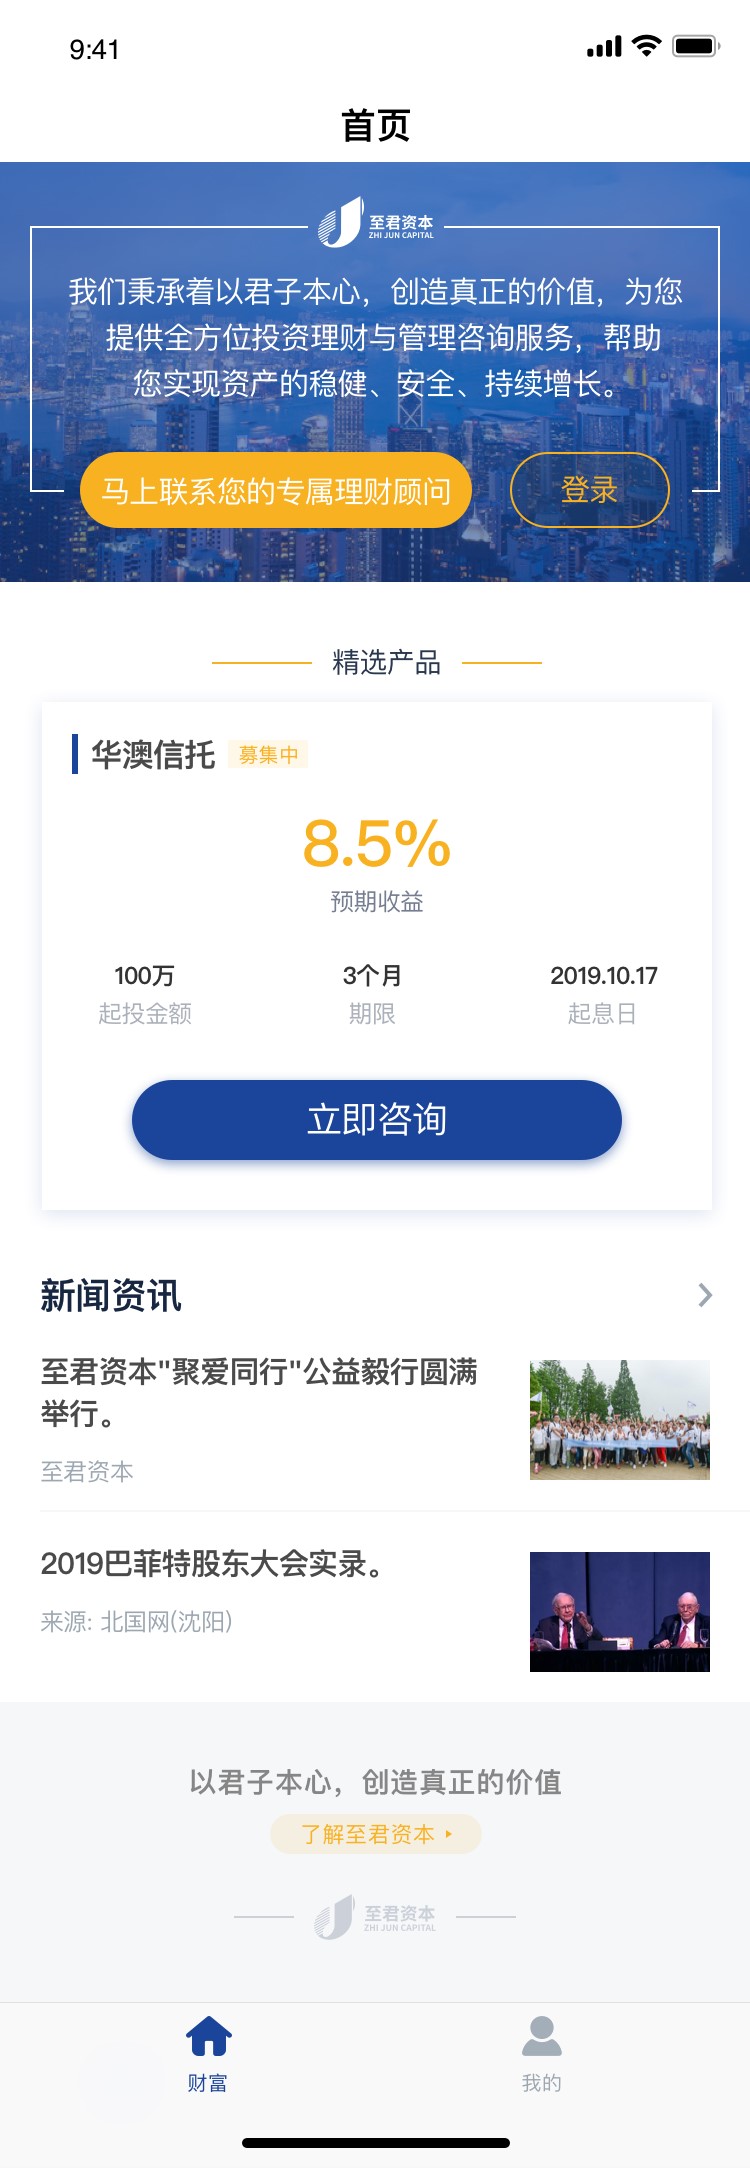 9:41
首页
至君资本
ZHI JUN CAPITAL
我们秉承着以君子本心，创造真正的价值，为您
提供全方位投资理财与管理咨询服务，帮助
您实现资产的稳健、安全、持续增长。
马上联系您的专属理财顾问
登录
精选产品
华澳信托
募集中
8.5%
预期收益
100万
3个月
2019.10.17
起投金额
期限
起息日
立即咨询
新闻资讯
至君资本"聚爱同行"公益毅行圆满
举行。
至君资本
2019巴菲特股东大会实录。
来源: 北国网(沈阳)
以君子本心，创造真正的价值
了解至君资本
至君资本
ZHI JUN CAPITAL
财富
我的